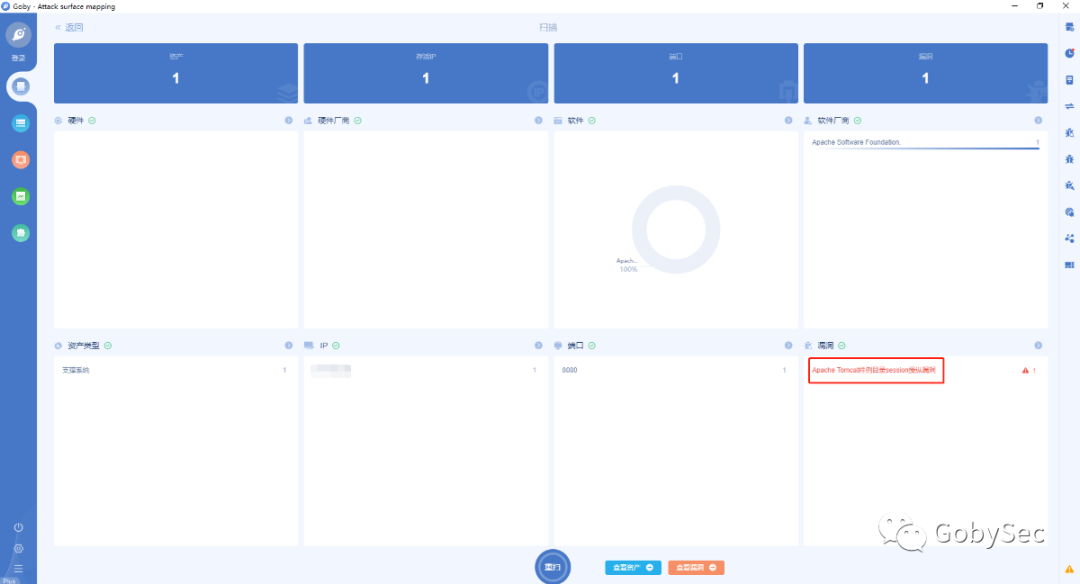 Goby - Attack surface mapping
登录
« 返回
扫描
资产
1
存活IP
1
端口
1
漏洞
1
硬件
硬件厂商
软件
软件厂商
Apache Software Foundation.
1
Apach...
100%
资产类型
IP
端口
漏洞
支撑系统
1
1
8080
1
Apache Tomcat样例目录session操纵漏洞
1
GobySec
重扫
查看资产
查看漏洞
Plus